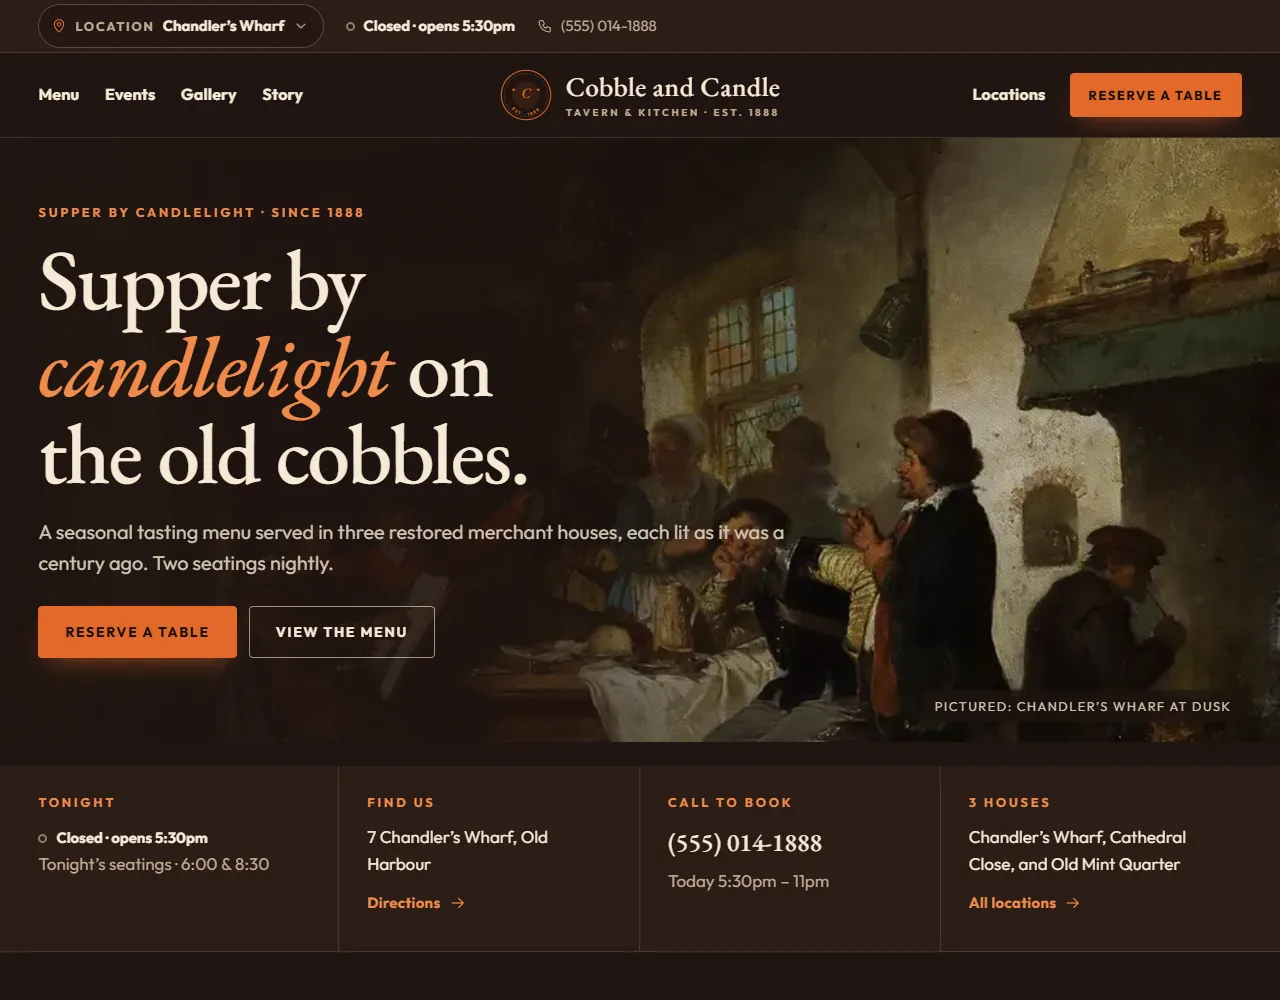 LOCATION Chandler’s Wharf
Closed · opens 5:30pm
(555) 014-1888
Menu Events Gallery Story
C
Cobble and Candle
TAVERN & KITCHEN · EST. 1888
Locations
RESERVE A TABLE
SUPPER BY CANDLELIGHT · SINCE 1888
Supper by
candlelight on
the old cobbles.
A seasonal tasting menu served in three restored merchant houses, each lit as it was a
century ago. Two seatings nightly.
RESERVE A TABLE
VIEW THE MENU
PICTURED: CHANDLER’S WHARF AT DUSK
TONIGHT
Closed · opens 5:30pm
Tonight’s seatings · 6:00 & 8:30
FIND US
7 Chandler’s Wharf, Old
Harbour
Directions →
CALL TO BOOK
(555) 014-1888
Today 5:30pm – 11pm
3 HOUSES
Chandler’s Wharf, Cathedral
Close, and Old Mint Quarter
All locations →